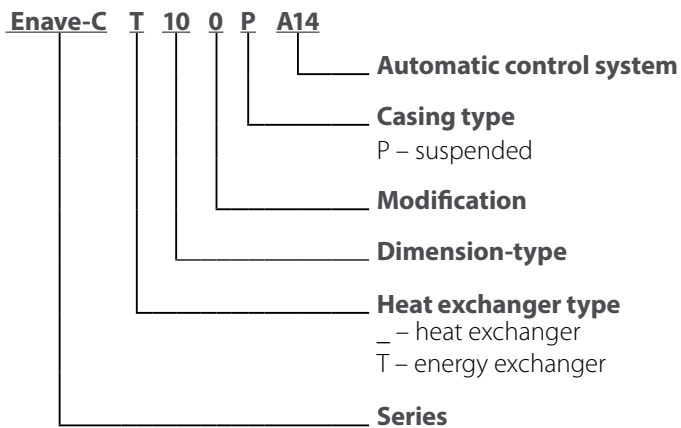 Enave-C T 10 0 P A14
Automatic control system
Casing type
P – suspended
Modification
Dimension-type
Heat exchanger type
_ – heat exchanger
T – energy exchanger
Series